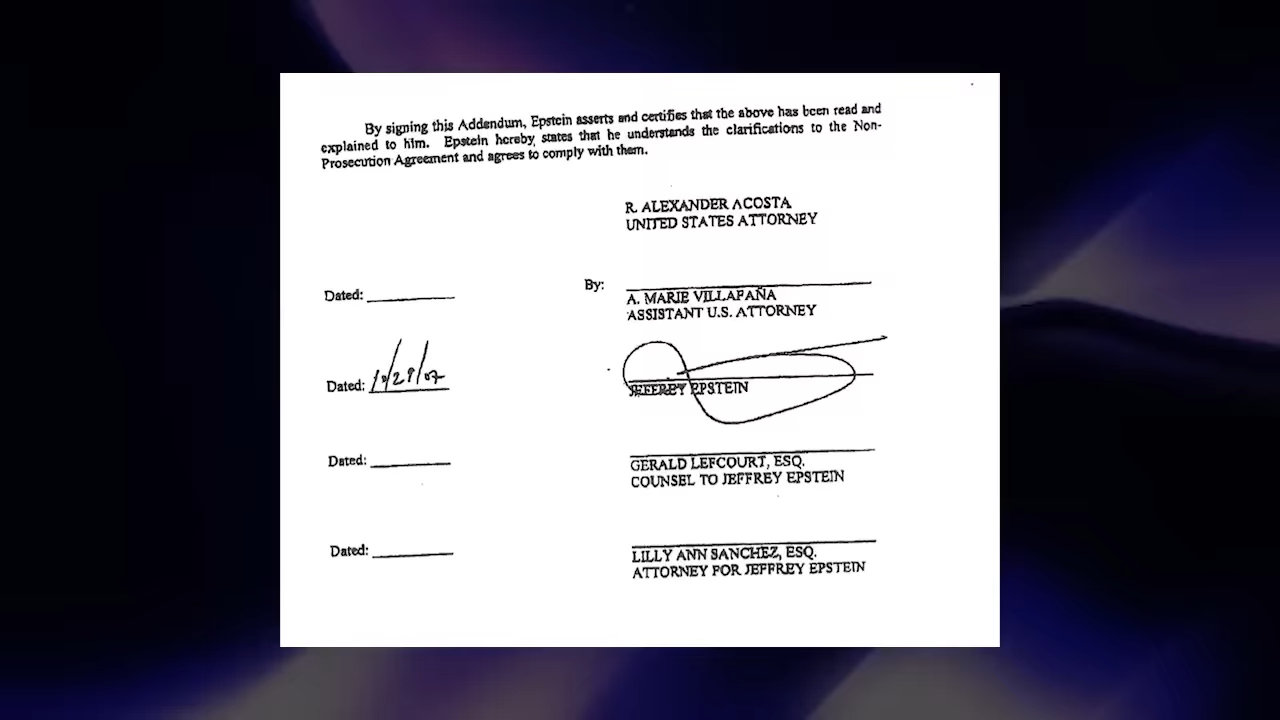 By signing this Addendum, Epstein asserts and certifies that the above has been read and
explained to him. Epstein hereby states that he understands the clarifications to the Non-
Prosecution Agreement and agrees to comply with them.
R. ALEXANDER ACOSTA
UNITED STATES ATTORNEY
Dated:
By:
A. MARIE VILLAFAÑA
ASSISTANT U.S. ATTORNEY
Dated: 10/29/07
JEFFREY EPSTEIN
Dated:
GERALD LEFCOURT, ESQ.
COUNSEL TO JEFFREY EPSTEIN
Dated:
LILLY ANN SANCHEZ, ESQ.
ATTORNEY FOR JEFFREY EPSTEIN